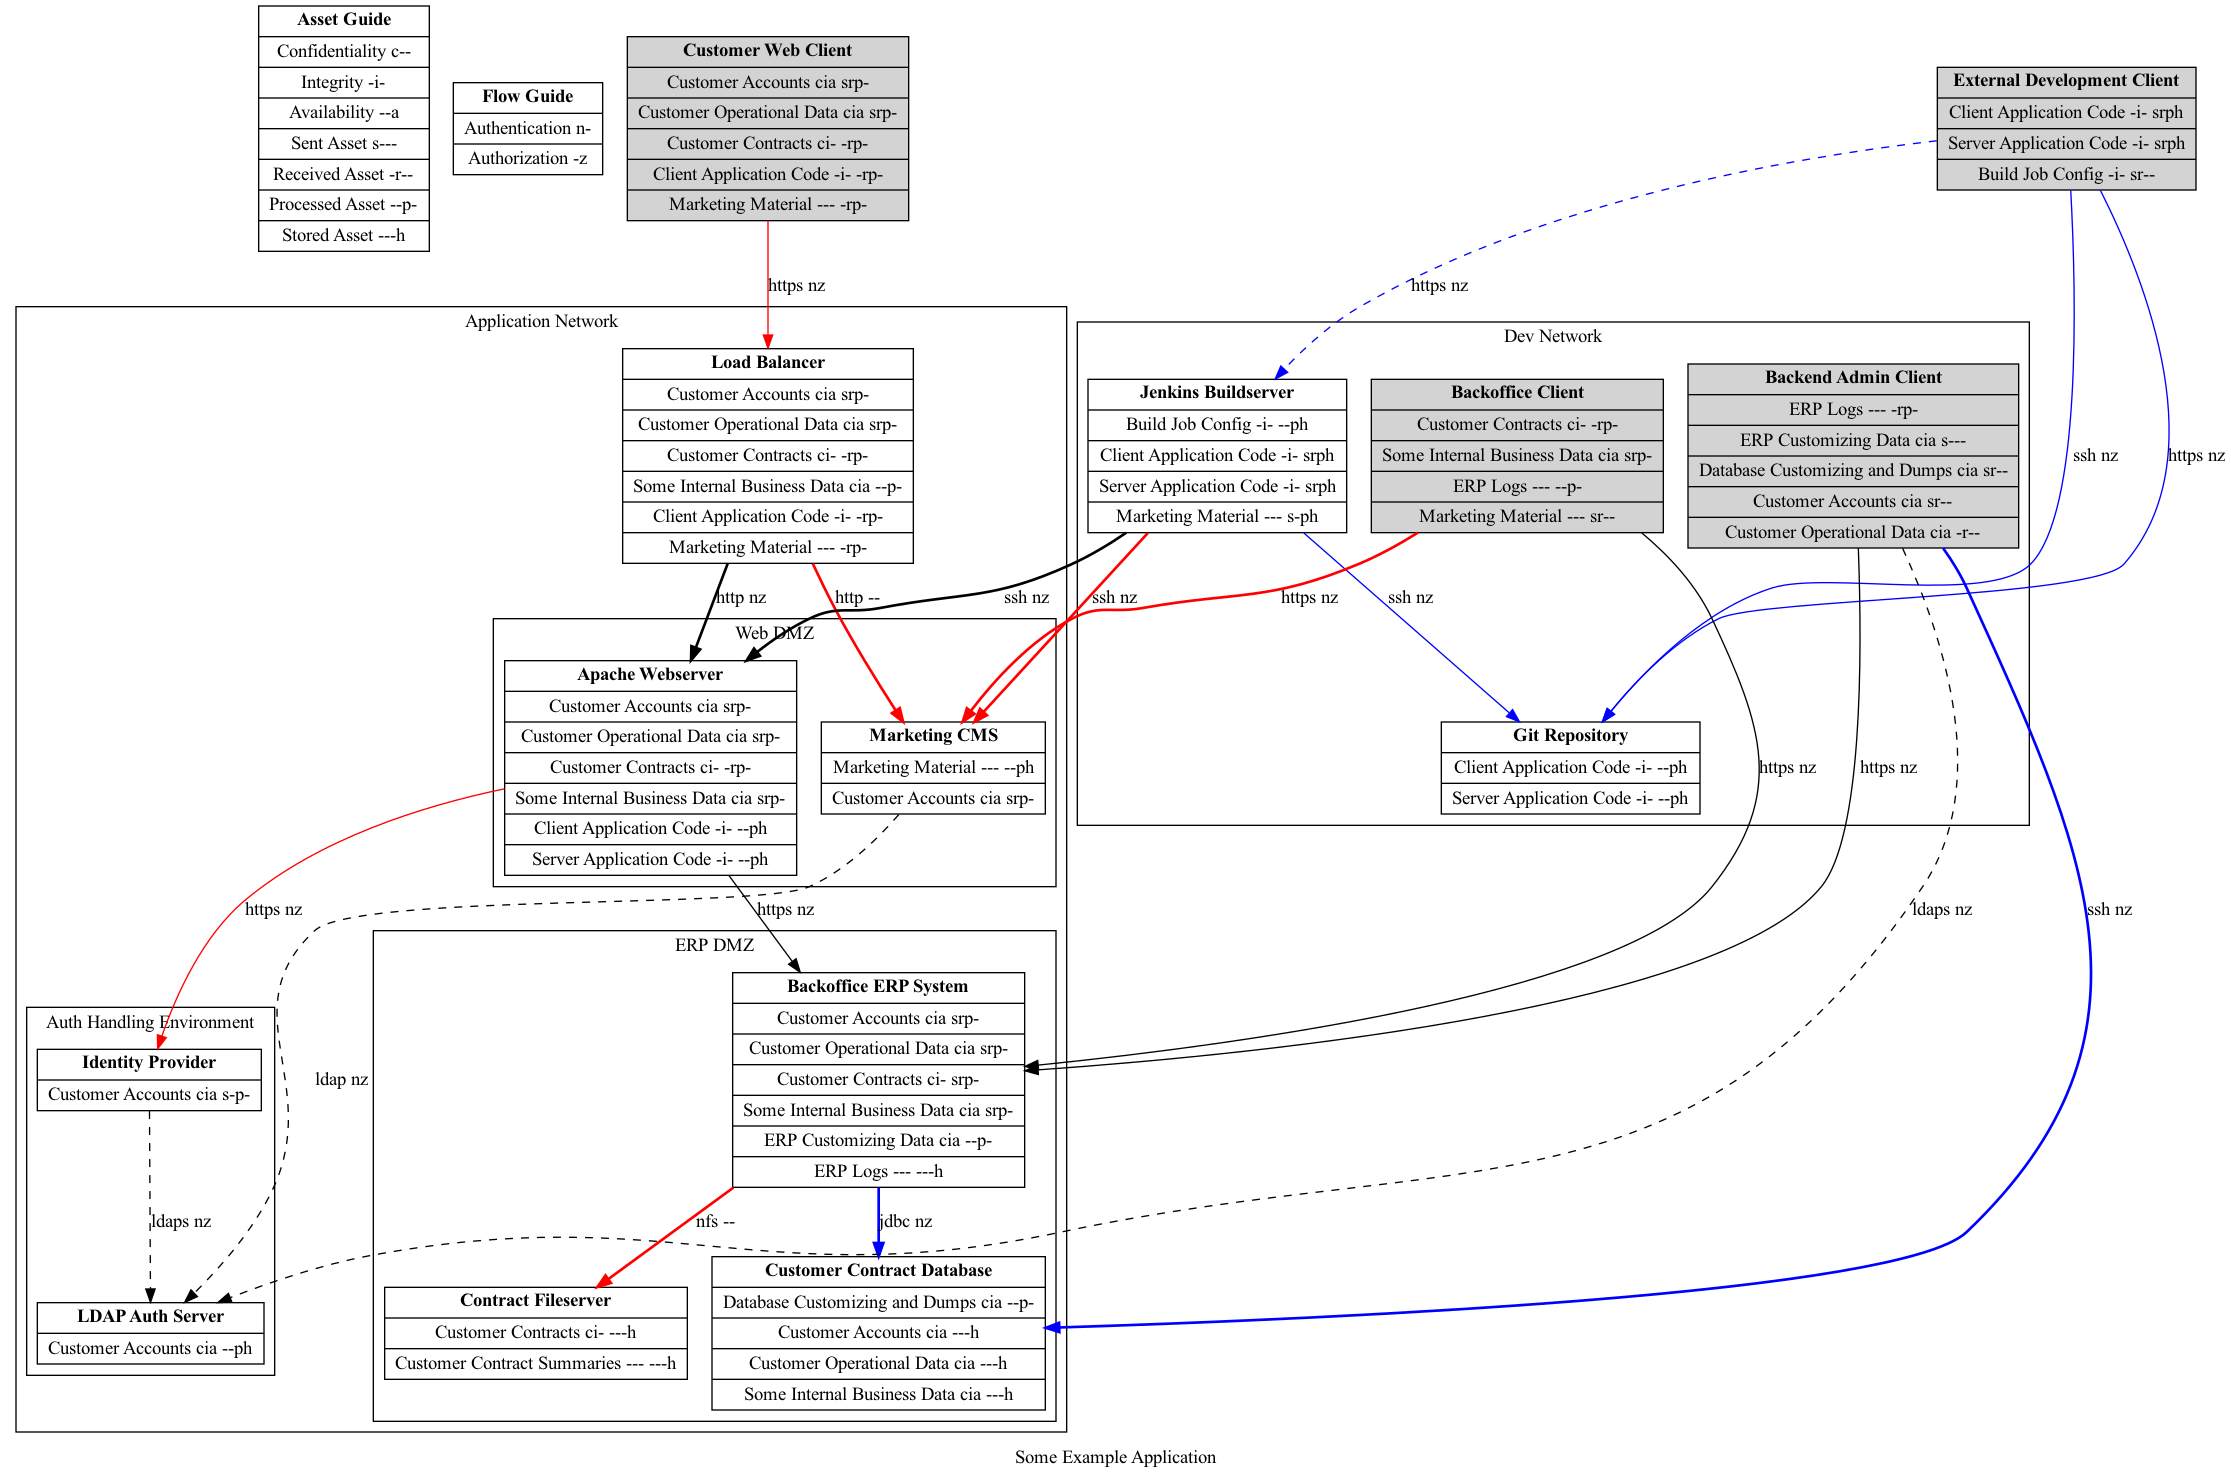 Asset Guide
Confidentiality c--
Integrity -i-
Availability --a
Sent Asset s---
Received Asset -r--
Processed Asset --p-
Stored Asset ---h
Flow Guide
Authentication n-
Authorization -z
Customer Web Client
Customer Accounts cia srp-
Customer Operational Data cia srp-
Customer Contracts ci- -rp-
Client Application Code -i- -rp-
Marketing Material --- -rp-
External Development Client
Client Application Code -i- srph
Server Application Code -i- srph
Build Job Config -i- sr--
https nz
https nz
Application Network
Load Balancer
Customer Accounts cia srp-
Customer Operational Data cia srp-
Customer Contracts ci- -rp-
Some Internal Business Data cia --p-
Client Application Code -i- -rp-
Marketing Material --- -rp-
Dev Network
Jenkins Buildserver
Build Job Config -i- --ph
Client Application Code -i- srph
Server Application Code -i- srph
Marketing Material --- s-ph
Backoffice Client
Customer Contracts ci- -rp-
Some Internal Business Data cia srp-
ERP Logs --- --p-
Marketing Material --- sr--
Backend Admin Client
ERP Logs --- -rp-
ERP Customizing Data cia s---
Database Customizing and Dumps cia sr--
Customer Accounts cia sr--
Customer Operational Data cia -r--
ssh nz
https nz
http nz
http --
ssh nz
ssh nz
https nz
ssh nz
Web DMZ
Apache Webserver
Customer Accounts cia srp-
Customer Operational Data cia srp-
Customer Contracts ci- -rp-
Some Internal Business Data cia srp-
Client Application Code -i- --ph
Server Application Code -i- --ph
Marketing CMS
Marketing Material --- --ph
Customer Accounts cia srp-
Git Repository
Client Application Code -i- --ph
Server Application Code -i- --ph
https nz
https nz
https nz
https nz
ldaps nz
ssh nz
ERP DMZ
Backoffice ERP System
Customer Accounts cia srp-
Customer Operational Data cia srp-
Customer Contracts ci- srp-
Some Internal Business Data cia srp-
ERP Customizing Data cia --p-
ERP Logs --- ---h
Auth Handling Environment
Identity Provider
Customer Accounts cia s-p-
ldap nz
ldaps nz
nfs --
jdbc nz
LDAP Auth Server
Customer Accounts cia --ph
Contract Fileserver
Customer Contracts ci- ---h
Customer Contract Summaries --- ---h
Customer Contract Database
Database Customizing and Dumps cia --p-
Customer Accounts cia ---h
Customer Operational Data cia ---h
Some Internal Business Data cia ---h
Some Example Application